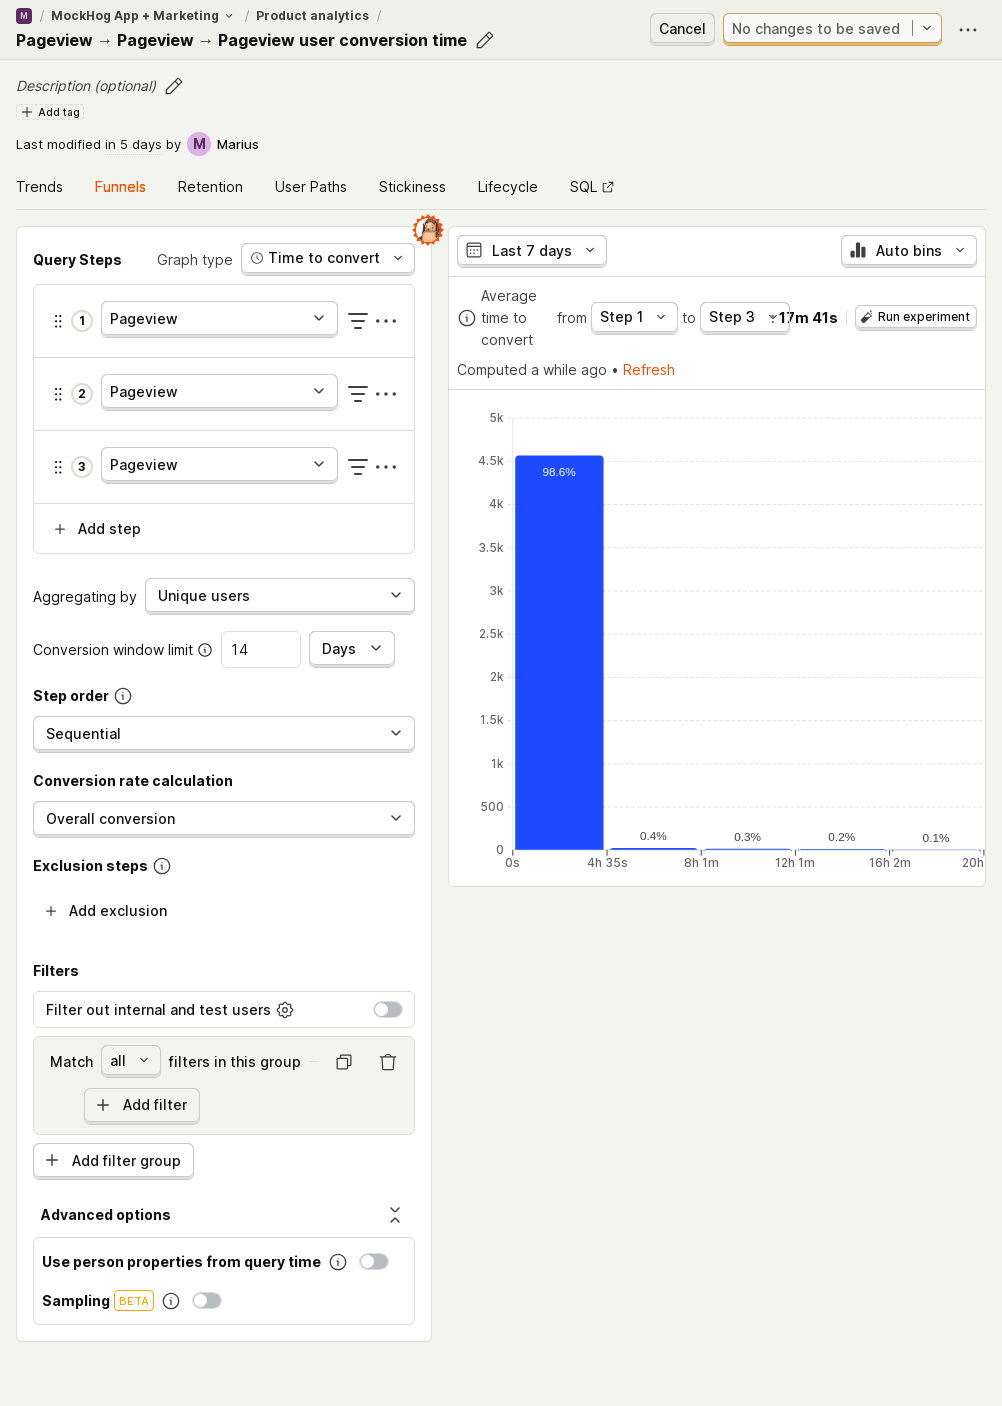 M / MockHog App + Marketing / Product analytics /
Pageview → Pageview → Pageview user conversion time
Cancel
No changes to be saved
Description (optional)
Add tag
Last modified in 5 days by M Marius
Trends Funnels Retention User Paths Stickiness Lifecycle SQL
Query Steps Graph type Time to convert
1 Pageview
2 Pageview
3 Pageview
Add step
Aggregating by Unique users
Conversion window limit 14 Days
Step order
Sequential
Conversion rate calculation
Overall conversion
Exclusion steps
Add exclusion
Filters
Filter out internal and test users
Match all filters in this group
Add filter
Add filter group
Advanced options
Use person properties from query time
Sampling BETA
Last 7 days Auto bins
Average time to convert from Step 1 to Step 3 17m 41s Run experiment
Computed a while ago • Refresh
5k
4.5k
4k
3.5k
3k
2.5k
2k
1.5k
1k
500
0
98.6% 0.4% 0.3% 0.2% 0.1%
0s 4h 35s 8h 1m 12h 1m 16h 2m 20h